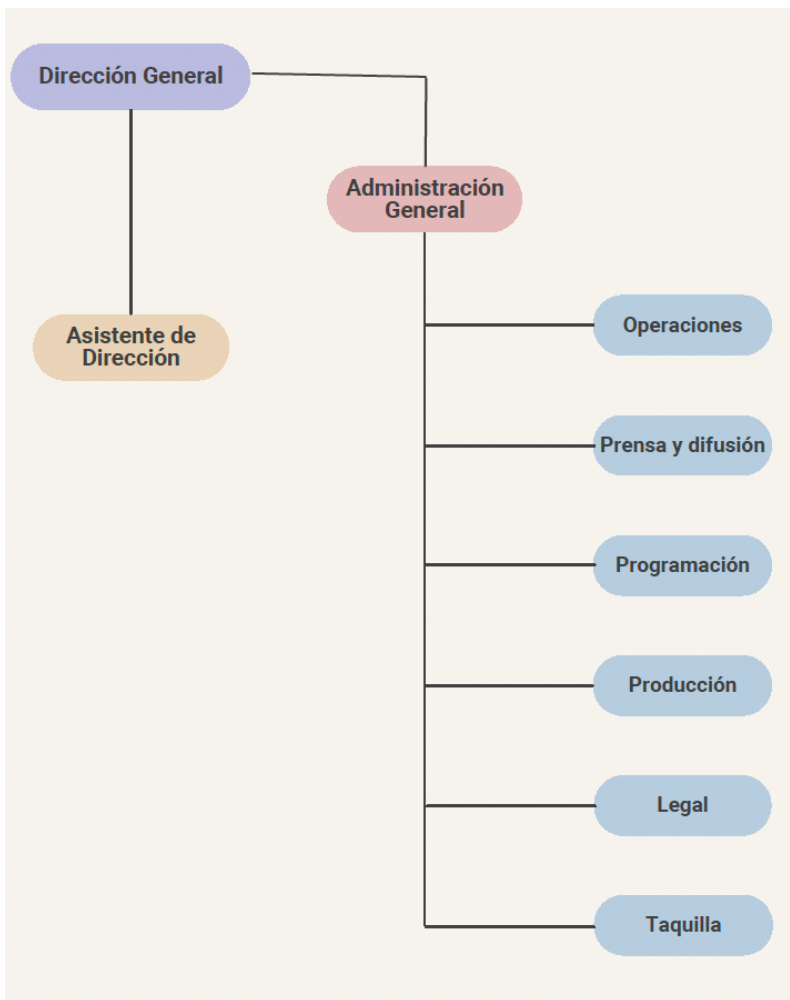 Dirección General
Administración
General
Asistente de
Dirección
Operaciones
Prensa y difusión
Programación
Producción
Legal
Taquilla